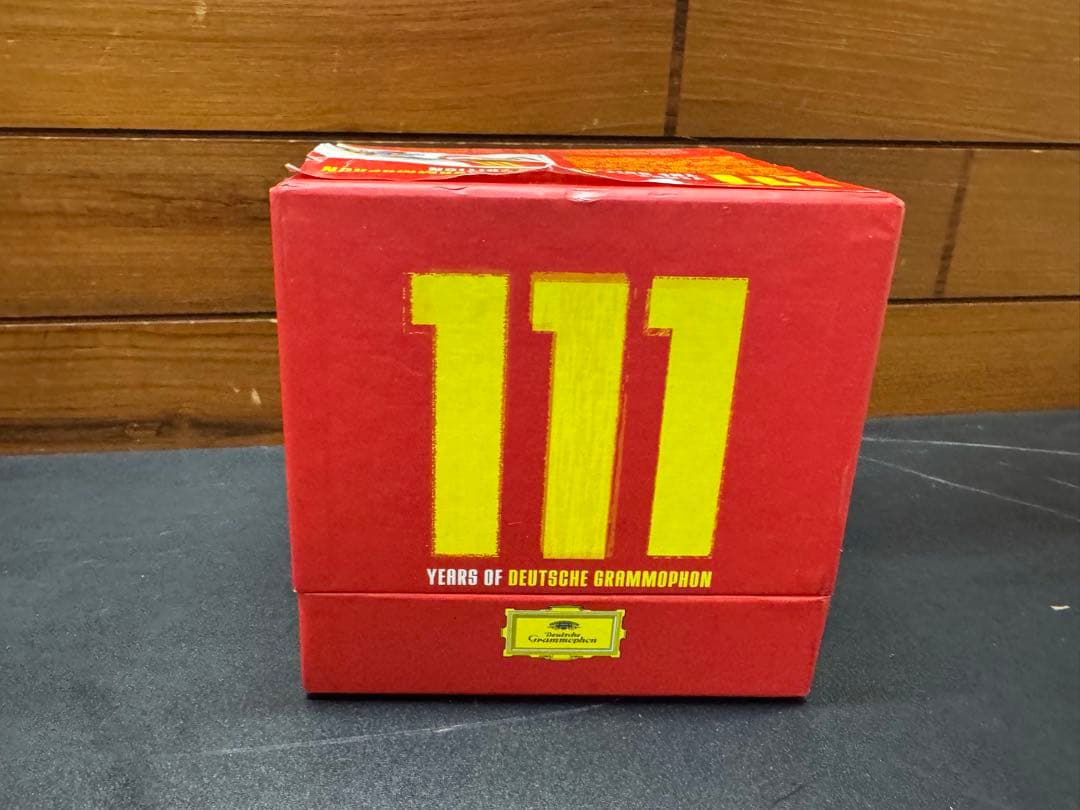 111
YEARS OF DEUTSCHE GRAMMOPHON
Deutsche
Grammophon